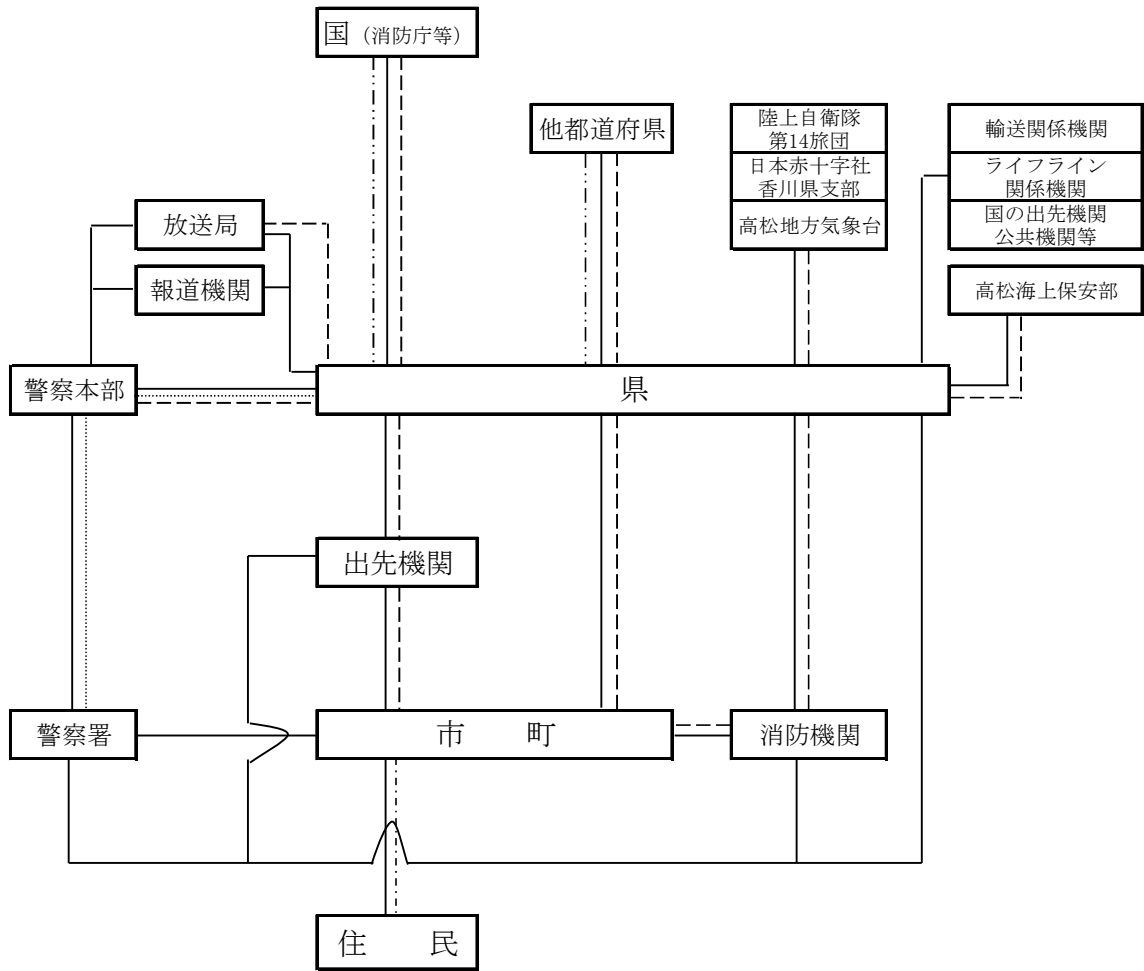 国（消防庁等）
他都道府県
陸上自衛隊
第14旅団
日本赤十字社
香川県支部
高松地方気象台
輸送関係機関
ライフライン
関係機関
国の出先機関
公共機関等
放送局
報道機関
高松海上保安部
警察本部
県
出先機関
警察署
市　　町
消防機関
住　　民